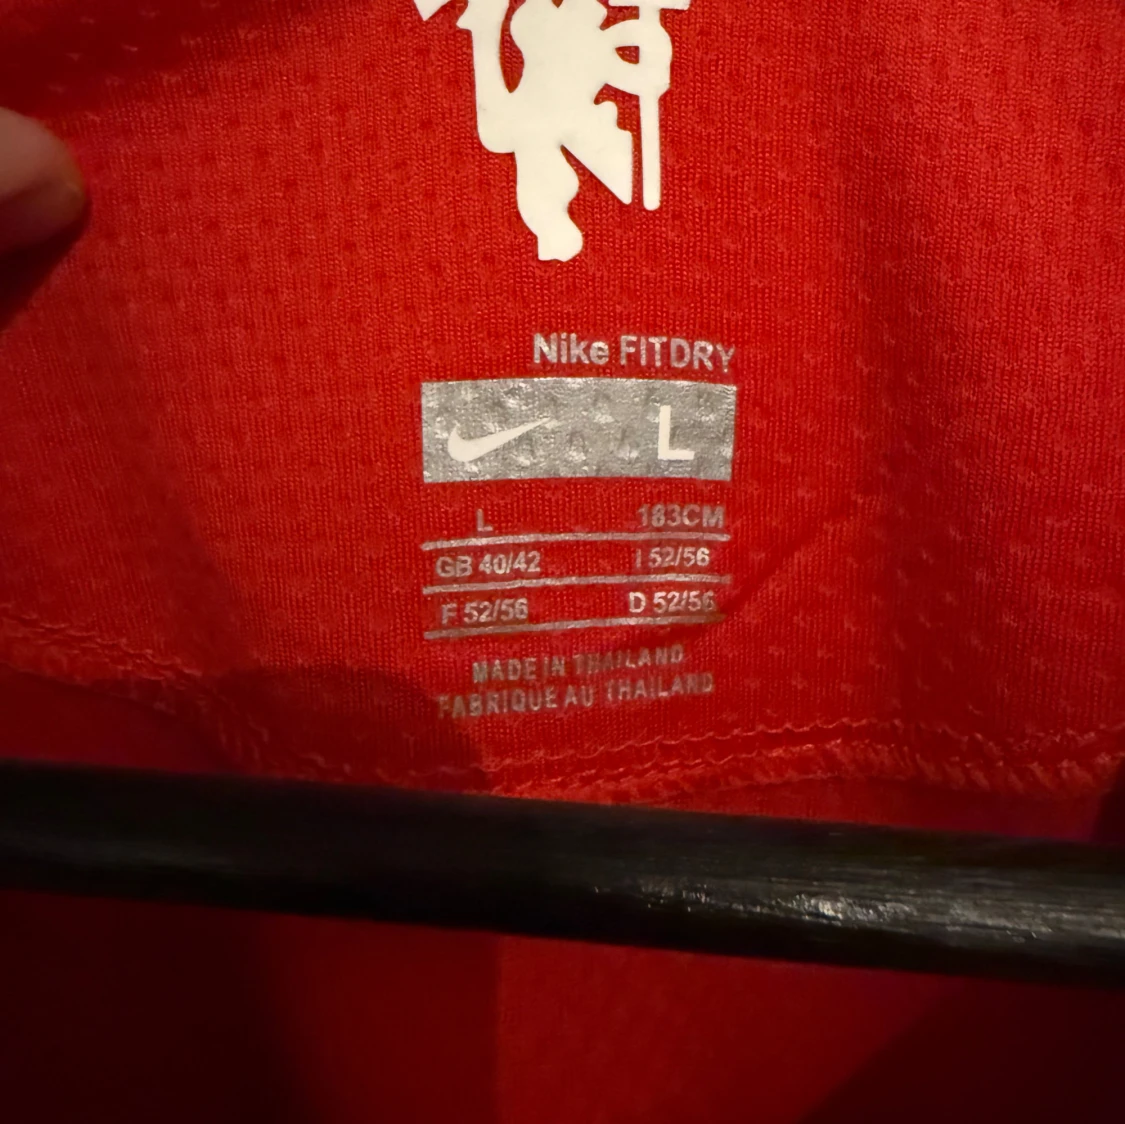 Nike FITDRY
L
L 183CM
GB 40/42 I 52/56
F 52/56 D 52/56
MADE IN THAILAND
FABRIQUE AU THAILAND